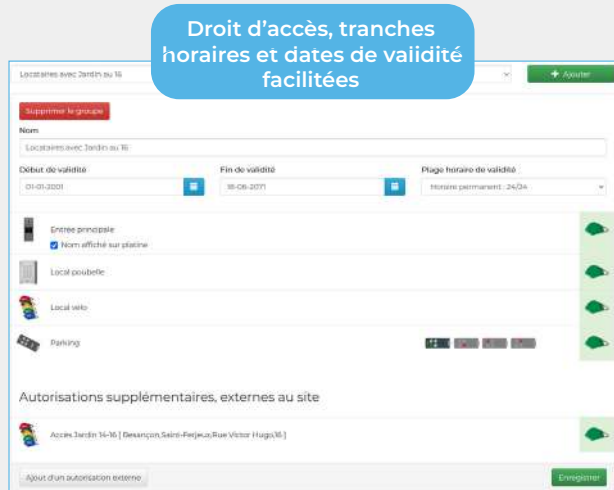 Droit d'accès, tranches
horaires et dates de validité
facilitées
Locataires avec Jardin au 16
+ Ajouter
Supprimer le groupe
Nom
Locataires avec Jardin au 16
Début de validité Fin de validité Plage horaire de validité
01-01-2001 18-06-2071 Horaire permanent : 24/24
Entrée principale
Nom affiché sur platine
Local poubelle
Local vélo
Parking
Autorisations supplémentaires, externes au site
Accès Jardin 14-16 [ Besançon,Saint-Ferjeux,Rue Victor Hugo,16 ]
Ajout d'un autorisation externe Enregistrer